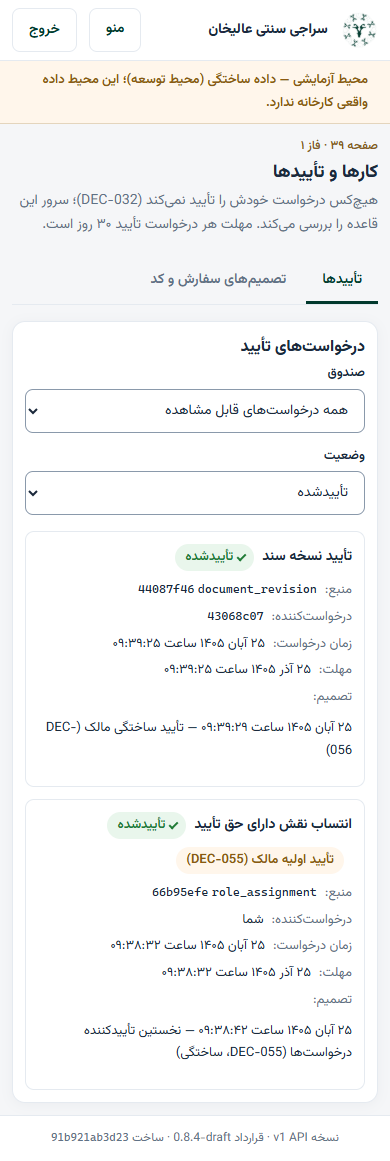 سراجی سنتی عالیخان
منو
خروج
محیط آزمایشی — داده ساختگی (محیط توسعه)؛ این محیط داده
واقعی کارخانه ندارد.
صفحه ۳۹ · فاز ۱
کارها و تأییدها
هیچ‌کس درخواست خودش را تأیید نمی‌کند (DEC-032)؛ سرور این
قاعده را بررسی می‌کند. مهلت هر درخواست تأیید ۳۰ روز است.
تأییدها
تصمیم‌های سفارش و کد
درخواست‌های تأیید
صندوق
همه درخواست‌های قابل مشاهده
وضعیت
تأییدشده
تأیید نسخه سند ✓ تأییدشده
منبع: document_revision 44087f46
درخواست‌کننده: 43068c07
زمان درخواست: ۲۵ آبان ۱۴۰۵ ساعت ۰۹:۳۹:۲۵
مهلت: ۲۵ آذر ۱۴۰۵ ساعت ۰۹:۳۹:۲۵
تصمیم:
۲۵ آبان ۱۴۰۵ ساعت ۰۹:۳۹:۲۹ — تأیید ساختگی مالک (DEC-
056)
انتساب نقش دارای حق تأیید ✓ تأییدشده
تأیید اولیه مالک (DEC-055)
منبع: role_assignment 66b95efe
درخواست‌کننده: شما
زمان درخواست: ۲۵ آبان ۱۴۰۵ ساعت ۰۹:۳۸:۳۲
مهلت: ۲۵ آذر ۱۴۰۵ ساعت ۰۹:۳۸:۳۲
تصمیم:
۲۵ آبان ۱۴۰۵ ساعت ۰۹:۳۸:۴۲ — نخستین تأییدکننده
درخواست‌ها (DEC-055، ساختگی)
نسخه API v1 · قرارداد 0.8.4-draft · ساخت 91b921ab3d23